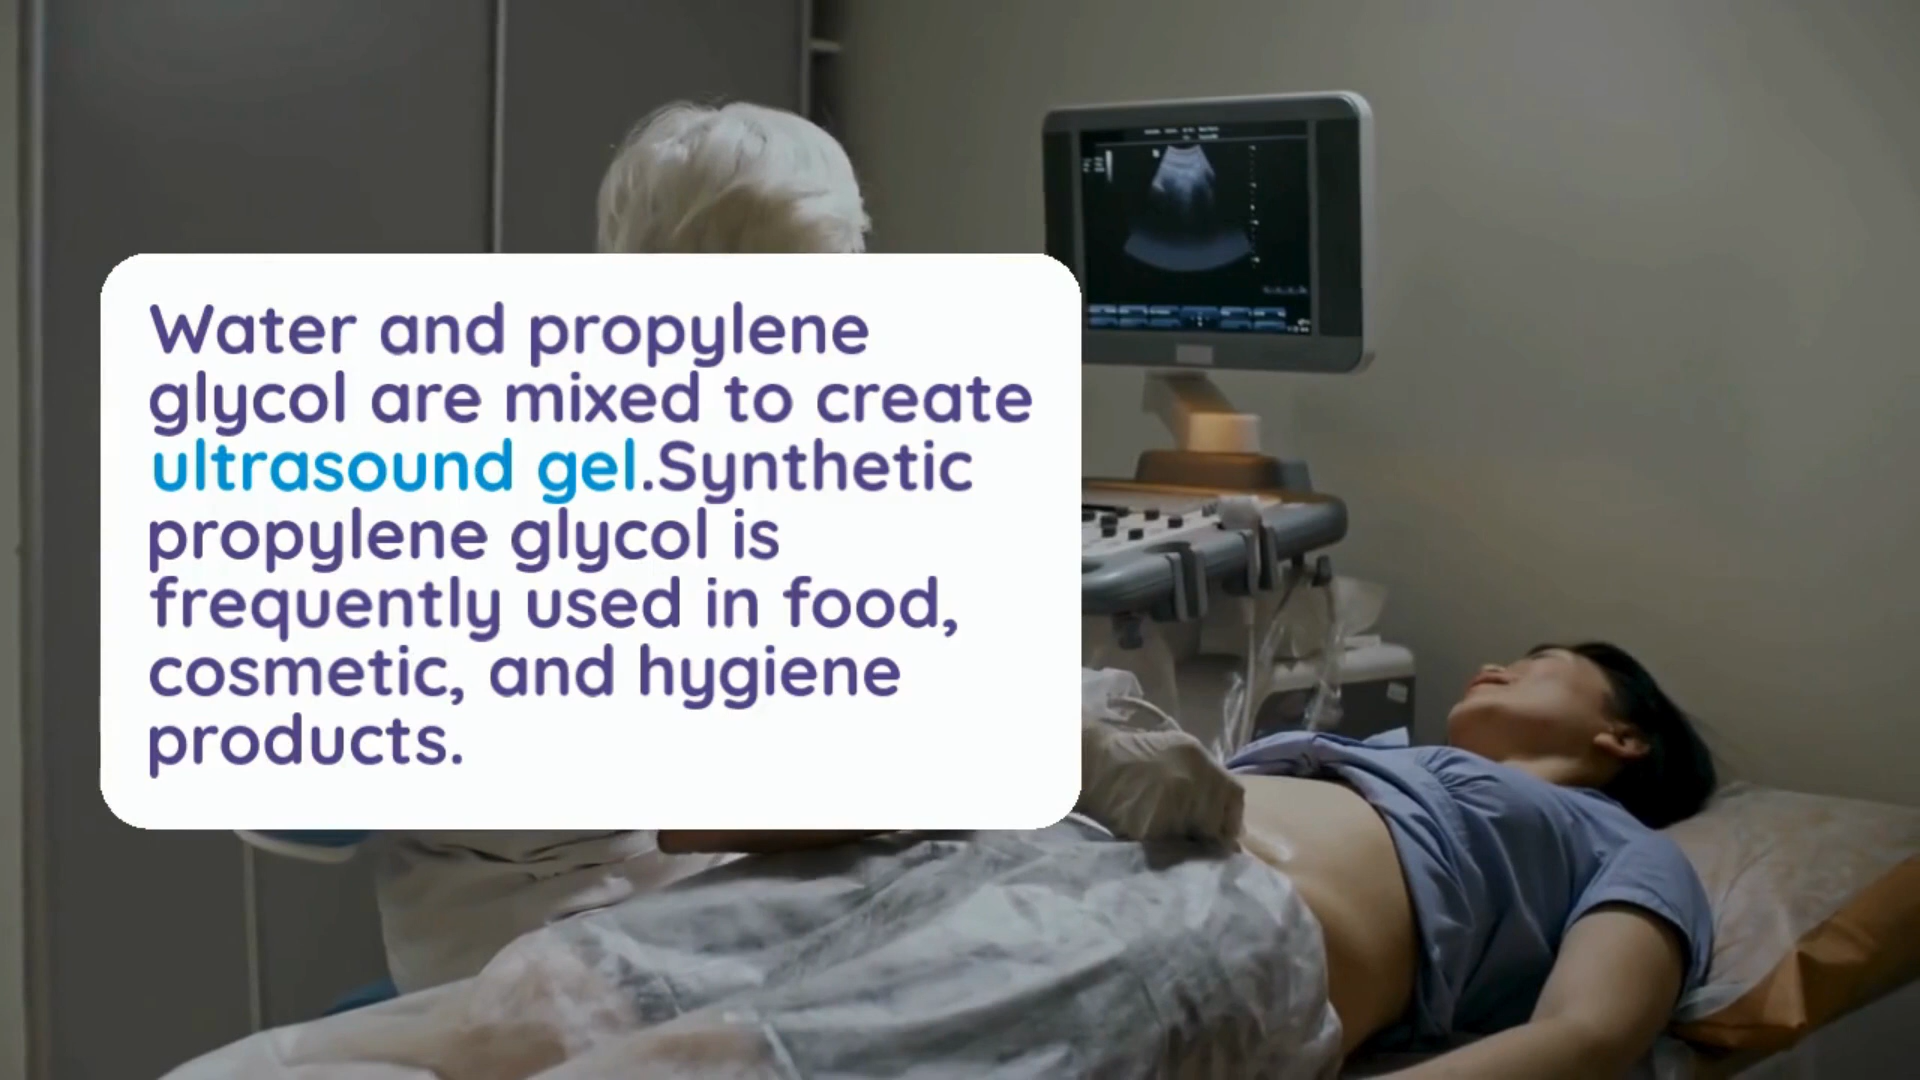 Water and propylene
glycol are mixed to create
ultrasound gel.Synthetic
propylene glycol is
frequently used in food,
cosmetic, and hygiene
products.